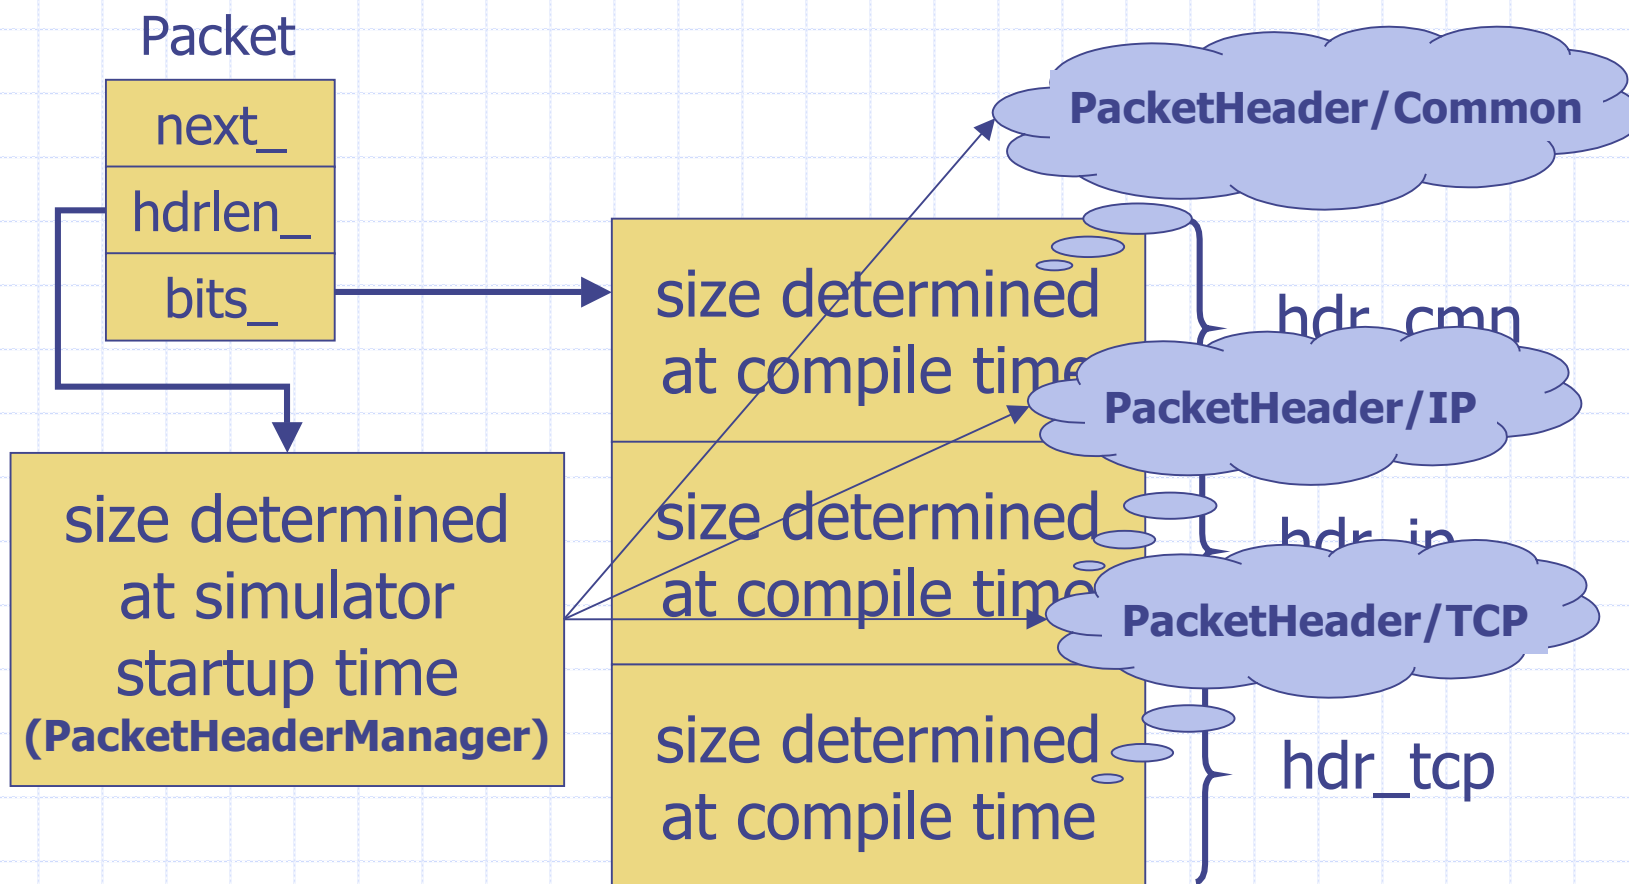 Packet
next_
hdrlen_
bits_
size determined
at simulator
startup time
(PacketHeaderManager)
size determined
at compile time
size determined
at compile time
size determined
at compile time
PacketHeader/Common
hdr_cmn
PacketHeader/IP
hdr_ip
PacketHeader/TCP
hdr_tcp